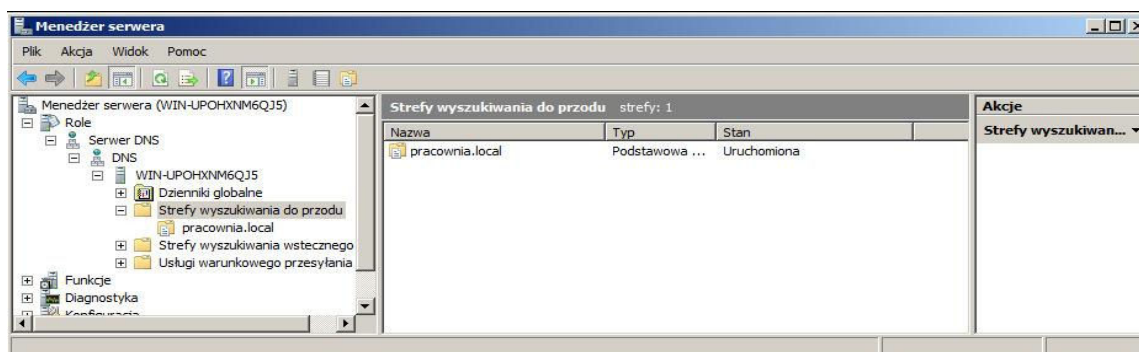 Menedżer serwera
Plik Akcja Widok Pomoc
Menedżer serwera (WIN-UPOHXNM6QJ5)
Role
Serwer DNS
DNS
WIN-UPOHXNM6QJ5
Dzienniki globalne
Strefy wyszukiwania do przodu
pracownia.local
Strefy wyszukiwania wstecznego
Usługi warunkowego przesyłania
Funkcje
Diagnostyka
Konfiguracja
Strefy wyszukiwania do przodu strefy: 1
Nazwa Typ Stan
pracownia.local Podstawowa ... Uruchomiona
Akcje
Strefy wyszukiwan...